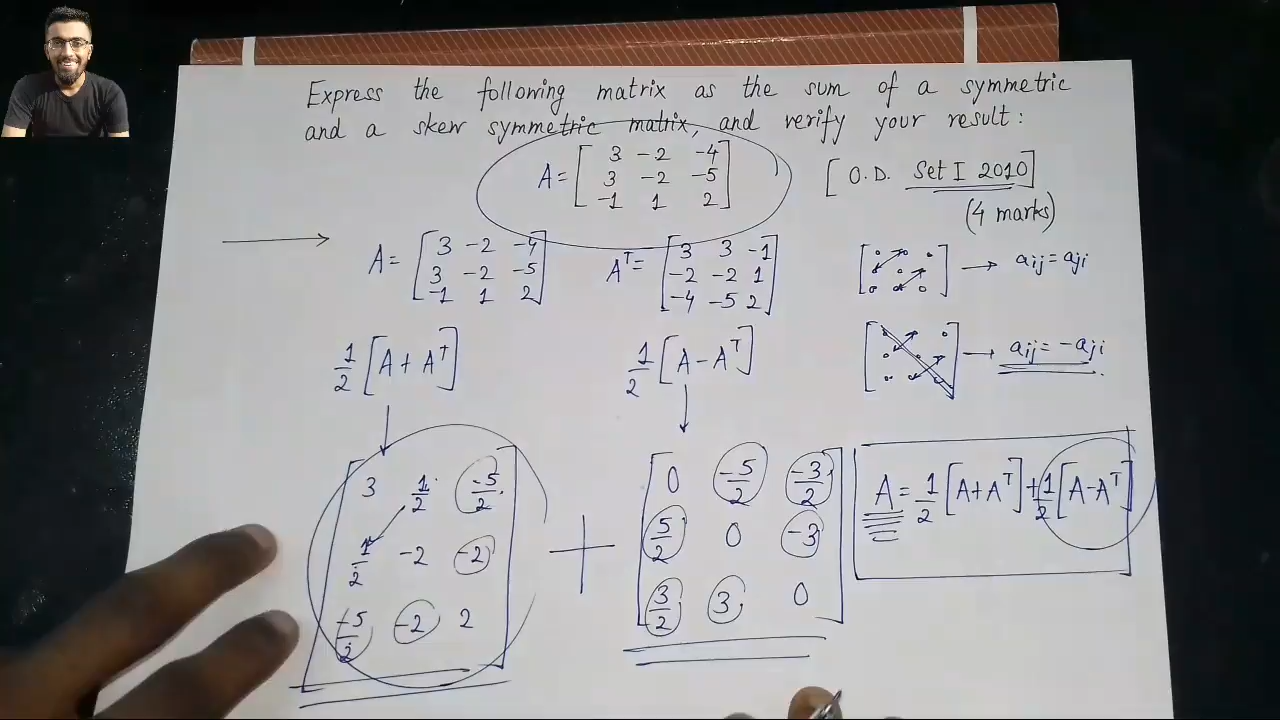 Express the following matrix as the sum of a symmetric
and a skew symmetric matrix, and verify your result:
A = [ 3 -2 -4
3 -2 -5
-1 1 2 ]
[ O.D. Set I 2010]
(4 marks)
A = [ 3 -2 -4
3 -2 -5
-1 1 2 ]
Aᵀ = [ 3 3 -1
-2 -2 1
-4 -5 2 ]
→ aij = aji
1/2 [A + Aᵀ]
1/2 [A - Aᵀ]
→ aij = -aji
[ 3 1/2 -5/2
1/2 -2 -2
-5/2 -2 2 ]
+
[ 0 -5/2 -3/2
5/2 0 -3
3/2 3 0 ]
A = 1/2 [A+Aᵀ] + 1/2 [A-Aᵀ]